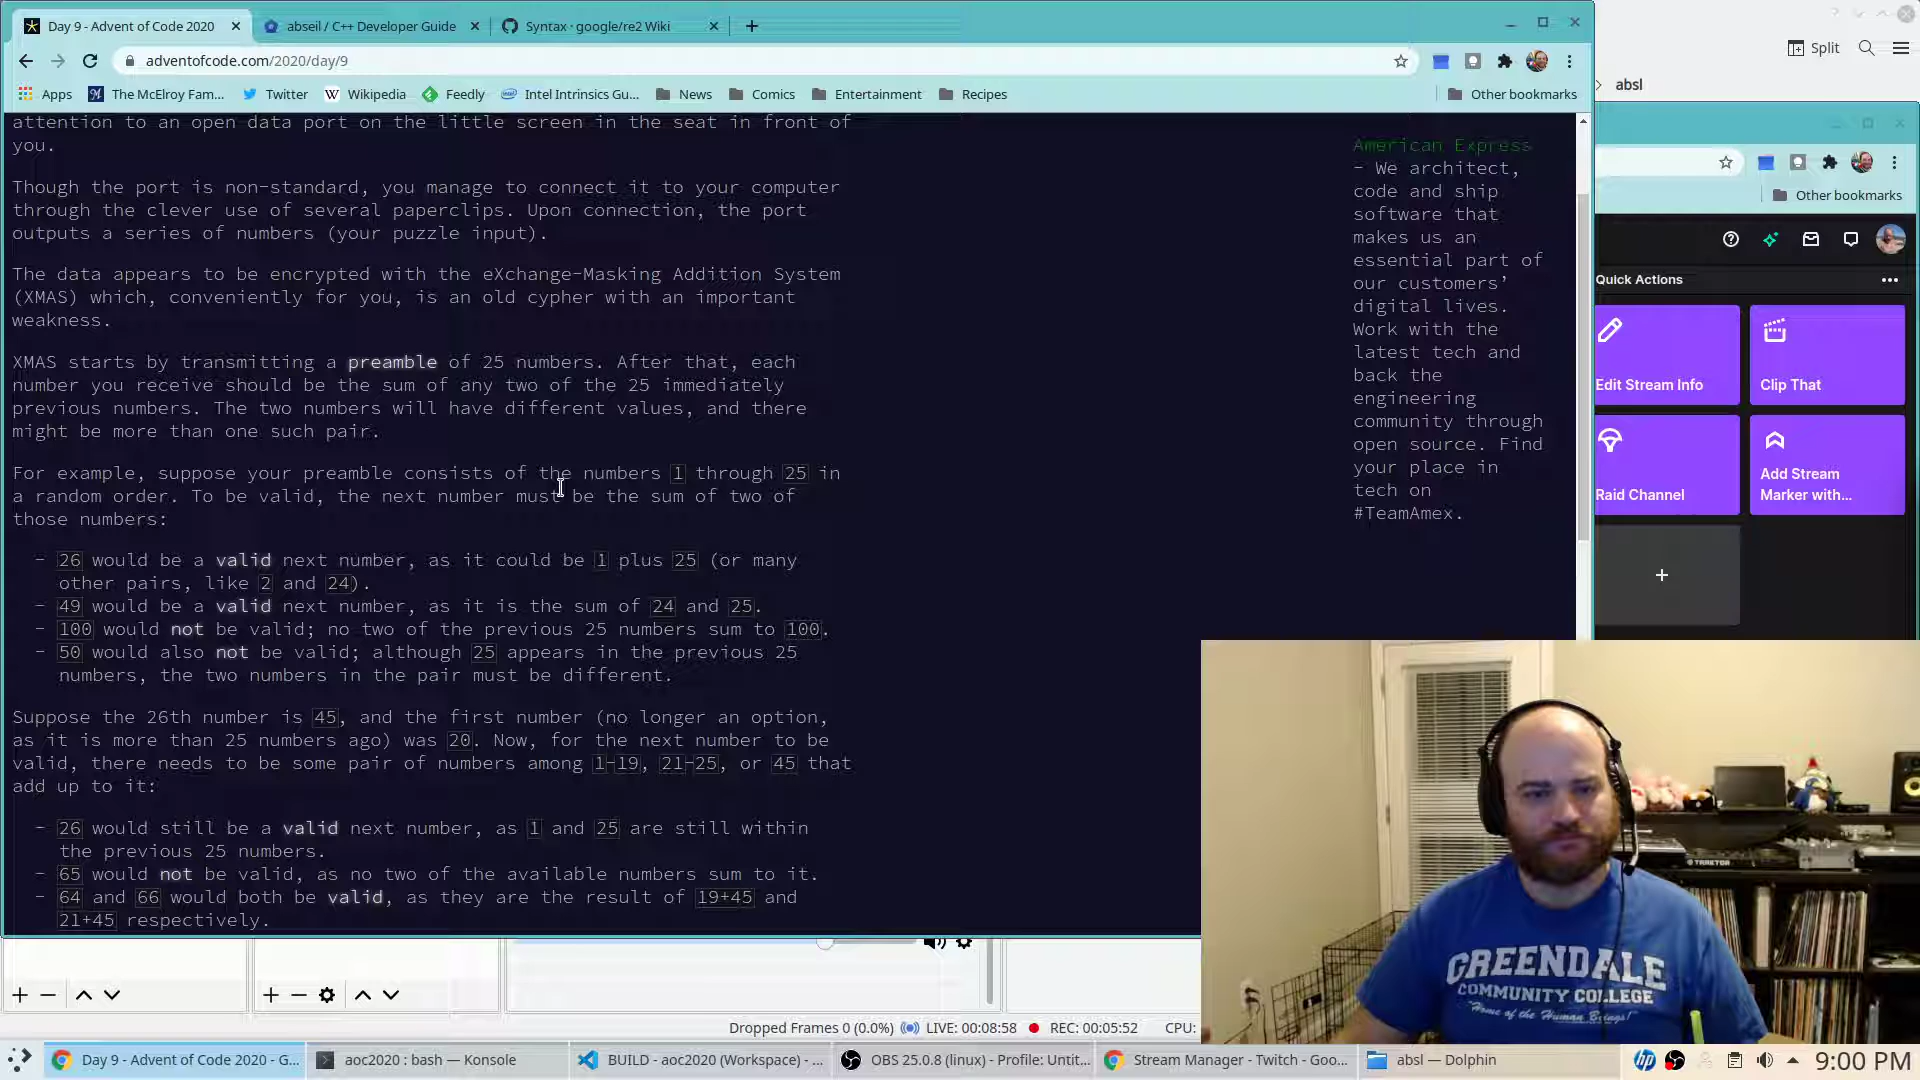 Day 9 - Advent of Code 2020
abseil / C++ Developer Guide
Syntax · google/re2 Wiki
adventofcode.com/2020/day/9
Apps
The McElroy Fam...
Twitter
Wikipedia
Feedly
Intel Intrinsics Gu...
News
Comics
Entertainment
Recipes
Other bookmarks
Split
absl
Other bookmarks
attention to an open data port on the little screen in the seat in front of
you.
Though the port is non-standard, you manage to connect it to your computer
through the clever use of several paperclips. Upon connection, the port
outputs a series of numbers (your puzzle input).
The data appears to be encrypted with the eXchange-Masking Addition System
(XMAS) which, conveniently for you, is an old cypher with an important
weakness.
XMAS starts by transmitting a preamble of 25 numbers. After that, each
number you receive should be the sum of any two of the 25 immediately
previous numbers. The two numbers will have different values, and there
might be more than one such pair.
For example, suppose your preamble consists of the numbers 1 through 25 in
a random order. To be valid, the next number must be the sum of two of
those numbers:
- 26 would be a valid next number, as it could be 1 plus 25 (or many
other pairs, like 2 and 24).
- 49 would be a valid next number, as it is the sum of 24 and 25.
- 100 would not be valid; no two of the previous 25 numbers sum to 100.
- 50 would also not be valid; although 25 appears in the previous 25
numbers, the two numbers in the pair must be different.
Suppose the 26th number is 45, and the first number (no longer an option,
as it is more than 25 numbers ago) was 20. Now, for the next number to be
valid, there needs to be some pair of numbers among 1-19, 21-25, or 45 that
add up to it:
- 26 would still be a valid next number, as 1 and 25 are still within
the previous 25 numbers.
- 65 would not be valid, as no two of the available numbers sum to it.
- 64 and 66 would both be valid, as they are the result of 19+45 and
21+45 respectively.
American Express
- We architect,
code and ship
software that
makes us an
essential part of
our customers’
digital lives.
Work with the
latest tech and
back the
engineering
community through
open source. Find
your place in
tech on
#TeamAmex.
Quick Actions
Edit Stream Info
Clip That
Raid Channel
Add Stream
Marker with...
GREENDALE
COMMUNITY COLLEGE
"Home of the Human Beings!"
TRAKTOR
Dropped Frames 0 (0.0%)
LIVE: 00:08:58
REC: 00:05:52
CPU:
Day 9 - Advent of Code 2020 - G...
aoc2020 : bash — Konsole
BUILD - aoc2020 (Workspace) - ...
OBS 25.0.8 (linux) - Profile: Untit...
Stream Manager - Twitch - Goo...
absl — Dolphin
hp
9:00 PM